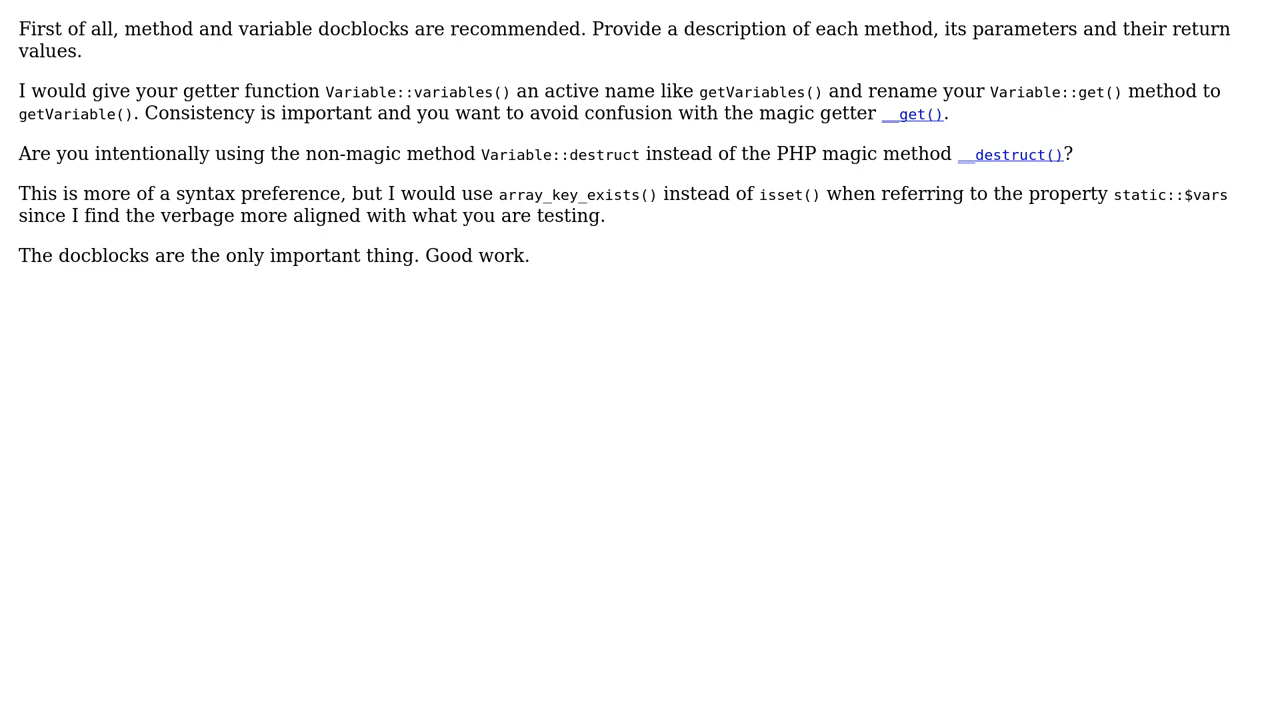 First of all, method and variable docblocks are recommended. Provide a description of each method, its parameters and their return
values.
I would give your getter function Variable::variables() an active name like getVariables() and rename your Variable::get() method to
getVariable(). Consistency is important and you want to avoid confusion with the magic getter __get().
Are you intentionally using the non-magic method Variable::destruct instead of the PHP magic method __destruct()?
This is more of a syntax preference, but I would use array_key_exists() instead of isset() when referring to the property static::$vars
since I find the verbage more aligned with what you are testing.
The docblocks are the only important thing. Good work.